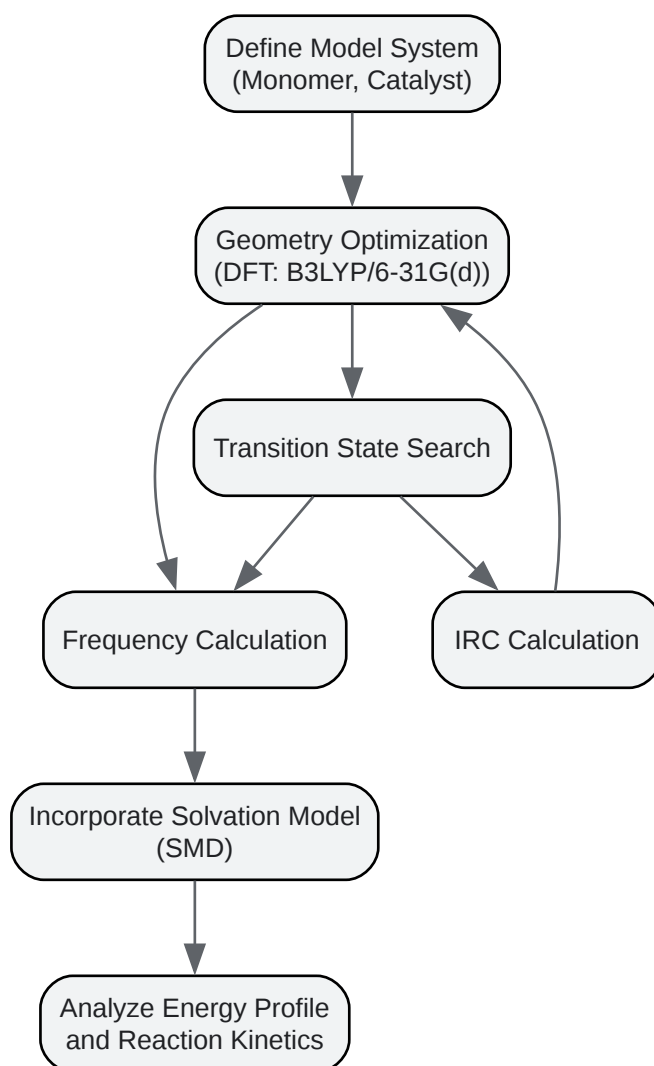 Define Model System
(Monomer, Catalyst)
Geometry Optimization
(DFT: B3LYP/6-31G(d))
Transition State Search
Frequency Calculation
IRC Calculation
Incorporate Solvation Model
(SMD)
Analyze Energy Profile
and Reaction Kinetics